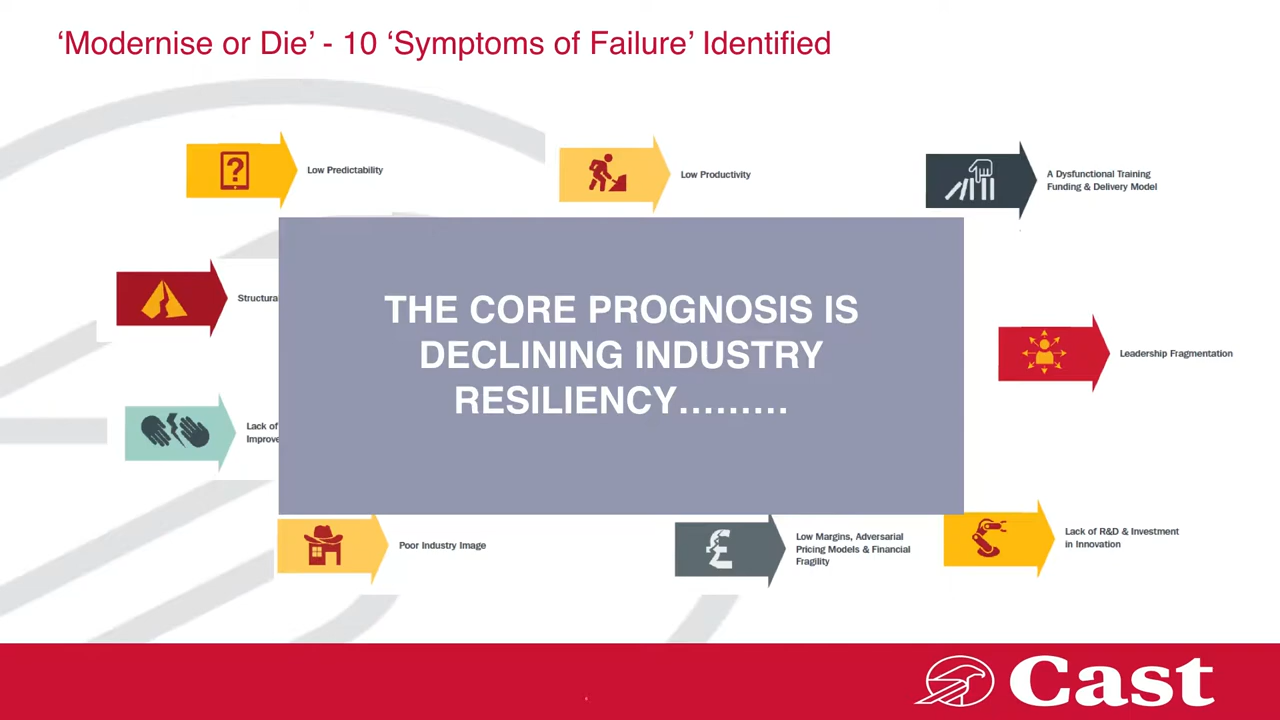 ‘Modernise or Die’ - 10 ‘Symptoms of Failure’ Identified
Low Predictability
Low Productivity
A Dysfunctional Training
Funding & Delivery Model
THE CORE PROGNOSIS IS
DECLINING INDUSTRY
RESILIENCY.........
Structura
Leadership Fragmentation
Lack of
Improve
Poor Industry Image
Low Margins, Adversarial
Pricing Models & Financial
Fragility
Lack of R&D & Investment
in Innovation
Cast